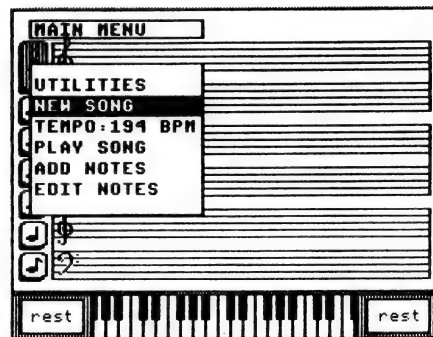 MAIN MENU
UTILITIES
NEW SONG
TEMPO:194 BPM
PLAY SONG
ADD NOTES
EDIT NOTES
rest
rest